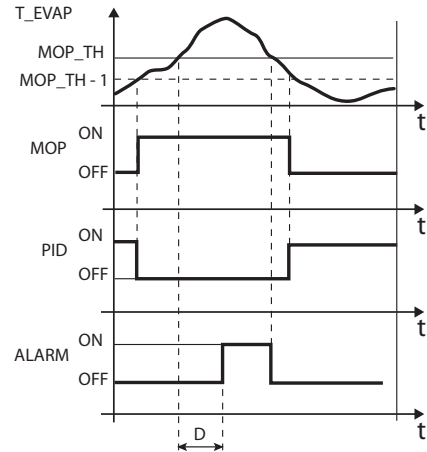 T_EVAP
MOP_TH
MOP_TH - 1
t
MOP
ON
OFF
t
PID
ON
OFF
t
ALARM
ON
OFF
t
D